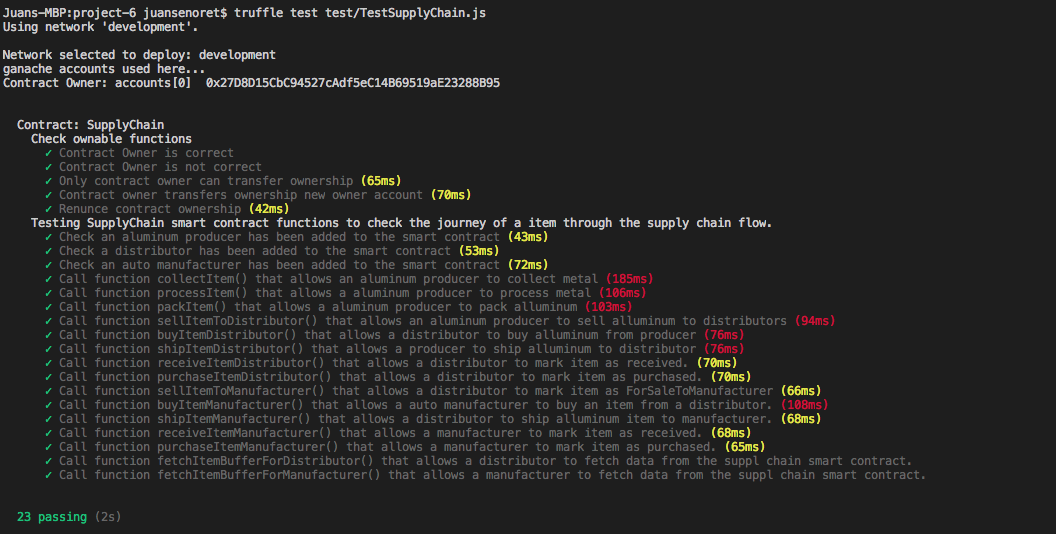 Juans-MBP:project-6 juansenoret$ truffle test test/TestSupplyChain.js
Using network 'development'.
Network selected to deploy: development
ganache accounts used here...
Contract Owner: accounts[0]  0x27D8D15CbC94527cAdf5eC14B69519aE23288B95
Contract: SupplyChain
Check ownable functions
✓ Contract Owner is correct
✓ Contract Owner is not correct
✓ Only contract owner can transfer ownership (65ms)
✓ Contract owner transfers ownership new owner account (70ms)
✓ Renunce contract ownership (42ms)
Testing SupplyChain smart contract functions to check the journey of a item through the supply chain flow.
✓ Check an aluminum producer has been added to the smart contract (43ms)
✓ Check a distributor has been added to the smart contract (53ms)
✓ Check an auto manufacturer has been added to the smart contract (72ms)
✓ Call function collectItem() that allows an aluminum producer to collect metal (185ms)
✓ Call function processItem() that allows a aluminum producer to process metal (106ms)
✓ Call function packItem() that allows a aluminum producer to pack alluminum (103ms)
✓ Call function sellItemToDistributor() that allows an aluminum producer to sell alluminum to distributors (94ms)
✓ Call function buyItemDistributor() that allows a distributor to buy alluminum from producer (76ms)
✓ Call function shipItemDistributor() that allows a producer to ship alluminum to distributor (76ms)
✓ Call function receiveItemDistributor() that allows a distributor to mark item as received. (70ms)
✓ Call function purchaseItemDistributor() that allows a distributor to mark item as purchased. (70ms)
✓ Call function sellItemToManufacturer() that allows a distributor to mark item as ForSaleToManufacturer (66ms)
✓ Call function buyItemManufacturer() that allows a auto manufacturer to buy an item from a distributor. (108ms)
✓ Call function shipItemManufacturer() that allows a distributor to ship alluminum item to manufacturer. (68ms)
✓ Call function receiveItemManufacturer() that allows a manufacturer to mark item as received. (68ms)
✓ Call function purchaseItemManufacturer() that allows a manufacturer to mark item as purchased. (65ms)
✓ Call function fetchItemBufferForDistributor() that allows a distributor to fetch data from the suppl chain smart contract.
✓ Call function fetchItemBufferForManufacturer() that allows a manufacturer to fetch data from the suppl chain smart contract.
23 passing (2s)